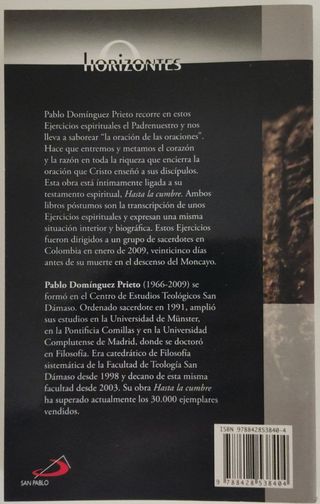 HORIZONTES
Pablo Domínguez Prieto recorre en estos
Ejercicios espirituales el Padrenuestro y nos
lleva a saborear “la oración de las oraciones”.
Hace que entremos y metamos el corazón
y la razón en toda la riqueza que encierra la
oración que Cristo enseñó a sus discípulos.
Esta obra está íntimamente ligada a su
testamento espiritual, Hasta la cumbre. Ambos
libros póstumos son la transcripción de unos
Ejercicios espirituales y expresan una misma
situación interior y biográfica. Estos Ejercicios
fueron dirigidos a un grupo de sacerdotes en
Colombia en enero de 2009, veinticinco días
antes de su muerte en el descenso del Moncayo.
Pablo Domínguez Prieto (1966-2009) se
formó en el Centro de Estudios Teológicos San
Dámaso. Ordenado sacerdote en 1991, amplió
sus estudios en la Universidad de Münster,
en la Pontificia Comillas y en la Universidad
Complutense de Madrid, donde se doctoró
en Filosofía. Era catedrático de Filosofía
sistemática de la Facultad de Teología San
Dámaso desde 1998 y decano de esta misma
facultad desde 2003. Su obra Hasta la cumbre
ha superado actualmente los 30.000 ejemplares
vendidos.
SAN PABLO
ISBN 978842853840-4
9 788428 538404